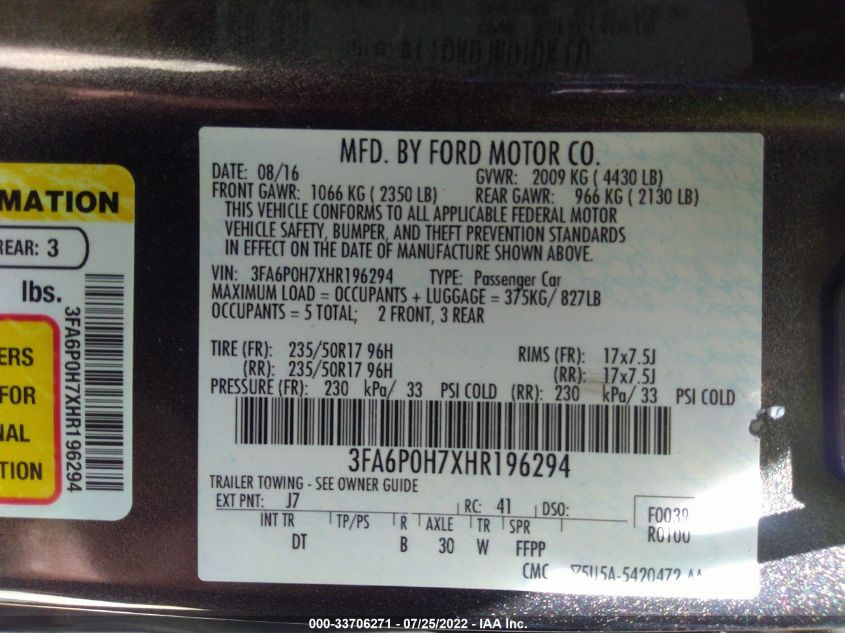 MATION
REAR: 3
lbs.
ERS
FOR
NAL
TION
3FA6P0H7XHR196294
MFD. BY FORD MOTOR CO.
DATE: 08/16 GVWR: 2009 KG ( 4430 LB)
FRONT GAWR: 1066 KG ( 2350 LB) REAR GAWR: 966 KG ( 2130 LB)
THIS VEHICLE CONFORMS TO ALL APPLICABLE FEDERAL MOTOR
VEHICLE SAFETY, BUMPER, AND THEFT PREVENTION STANDARDS
IN EFFECT ON THE DATE OF MANUFACTURE SHOWN ABOVE.
VIN: 3FA6P0H7XHR196294 TYPE: Passenger Car
MAXIMUM LOAD = OCCUPANTS + LUGGAGE = 375KG/ 827LB
OCCUPANTS = 5 TOTAL; 2 FRONT, 3 REAR
TIRE (FR): 235/50R17 96H RIMS (FR): 17x7.5J
(RR): 235/50R17 96H (RR): 17x7.5J
PRESSURE (FR): 230 kPa/ 33 PSI COLD (RR): 230 kPa/ 33 PSI COLD
3FA6P0H7XHR196294
TRAILER TOWING - SEE OWNER GUIDE
EXT PNT: J7 RC: 41 DSO: F0039
INT TR TP/PS R AXLE TR SPR R0100
DT B 30 W FFPP
CMC 5U5A-5420472-AA
000-33706271 - 07/25/2022 - IAA Inc.